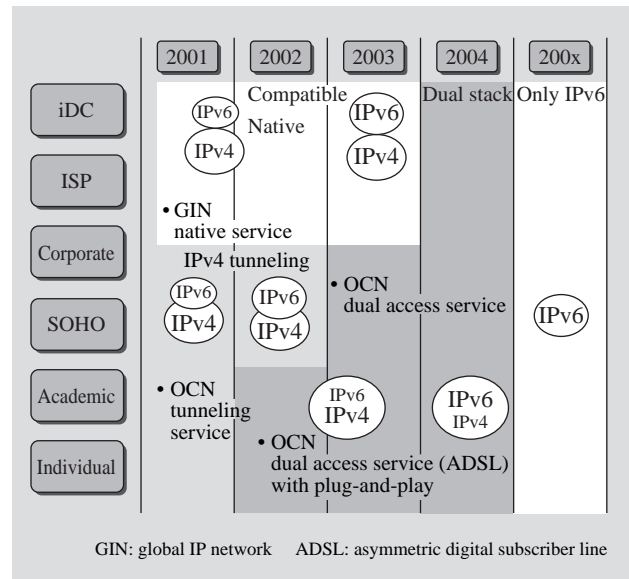 2001 2002 2003 2004 200x
iDC
ISP
Corporate
SOHO
Academic
Individual
Compatible
Native
Dual stack
Only IPv6
IPv6
IPv4
IPv6
IPv4
• GIN
native service
IPv4 tunneling
IPv6
IPv4
IPv6
IPv4
• OCN
dual access service
IPv6
• OCN
tunneling
service
IPv6
IPv4
IPv6
IPv4
• OCN
dual access service (ADSL)
with plug-and-play
GIN: global IP network ADSL: asymmetric digital subscriber line